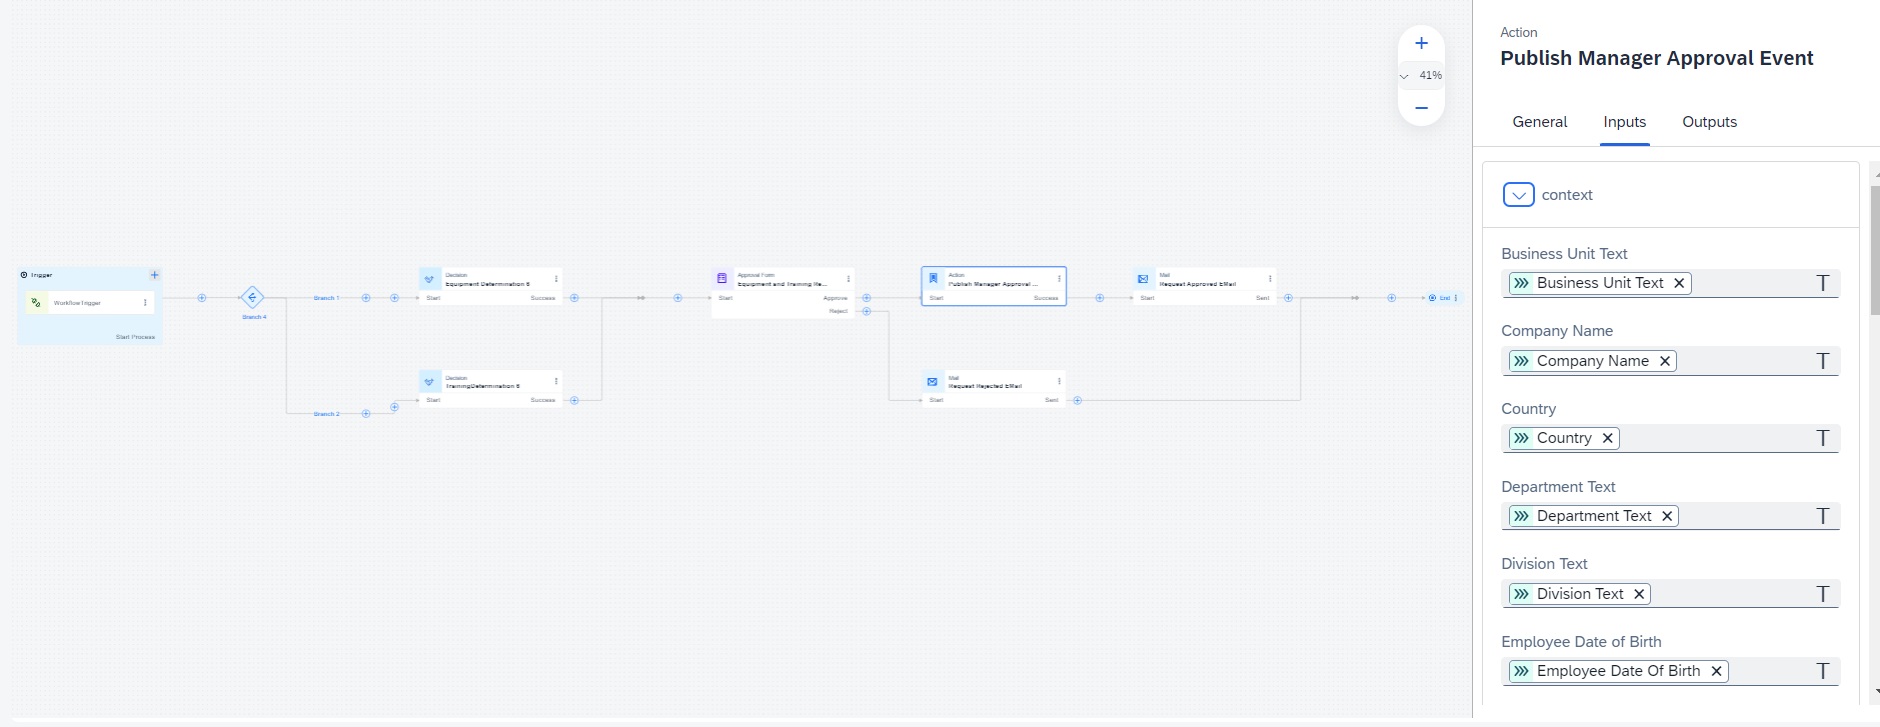 Trigger
WorkflowTrigger
Start Process
Branch 4
Branch 1
Branch 2
Decision
Equipment Determination 6
Start
Success
Decision
TrainingDetermination 6
Start
Success
Approval Form
Equipment and Training Re...
Start
Approve
Reject
Action
Publish Manager Approval ...
Start
Success
Mail
Request Rejected EMail
Start
Sent
Mail
Request Approved EMail
Start
Sent
End
41%
Action
Publish Manager Approval Event
General
Inputs
Outputs
context
Business Unit Text
Business Unit Text
Company Name
Company Name
Country
Country
Department Text
Department Text
Division Text
Division Text
Employee Date of Birth
Employee Date Of Birth